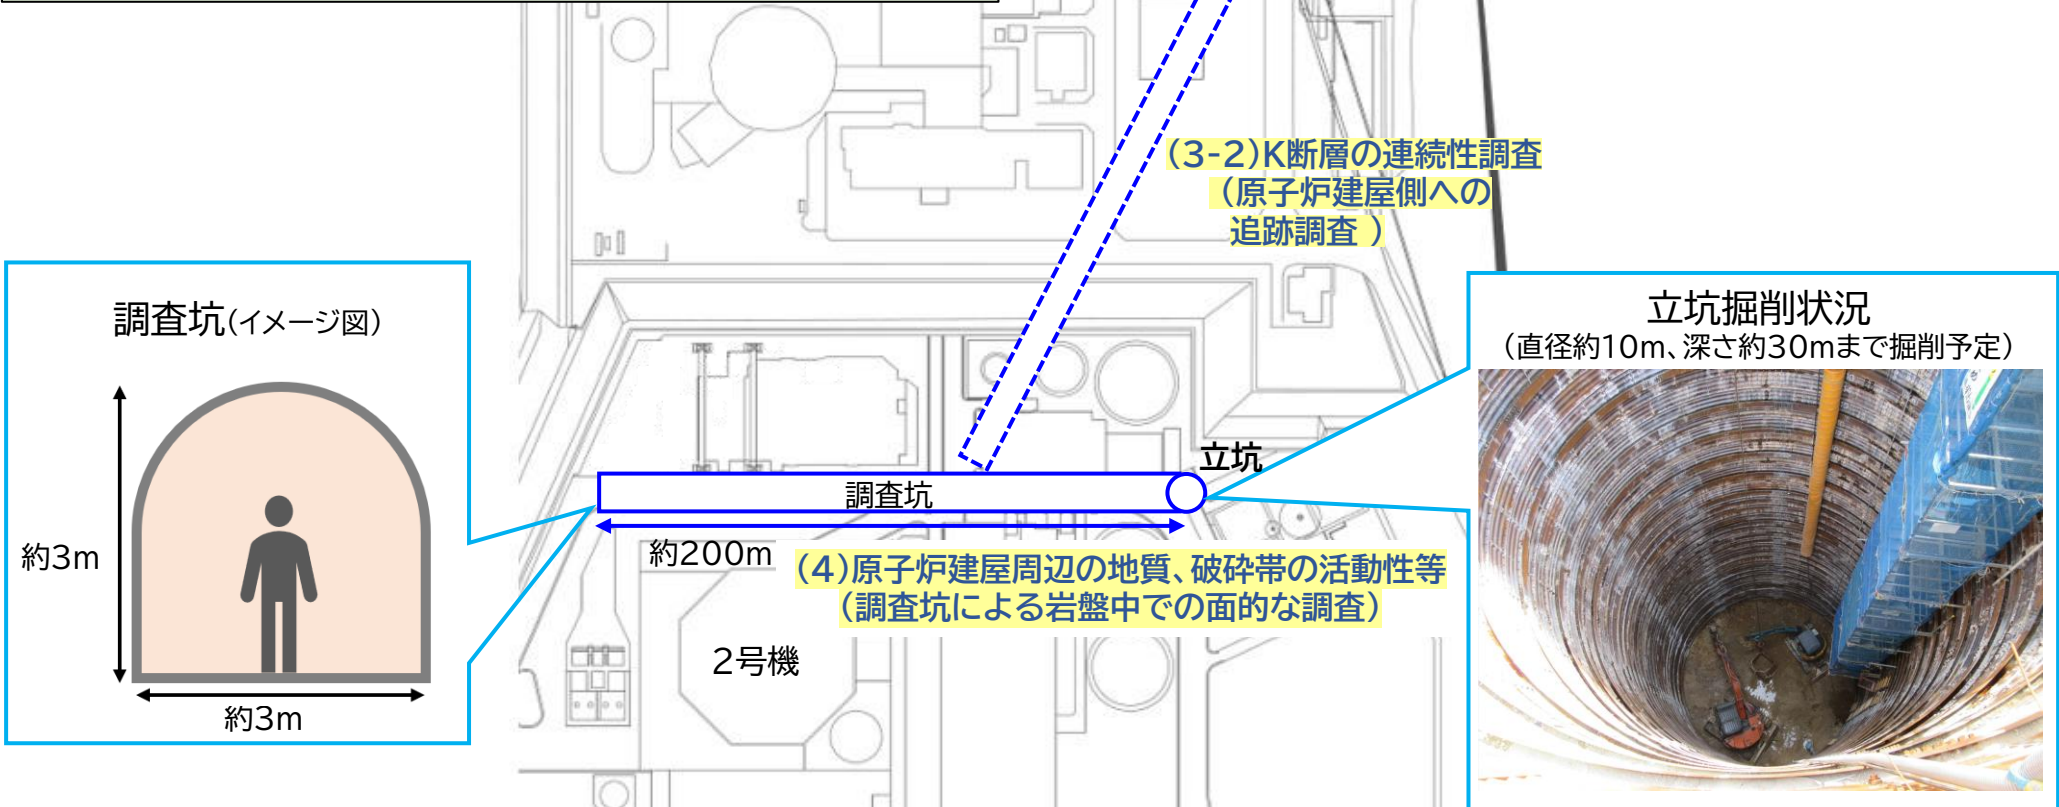 (3-2)K断層の連続性調査
(原子炉建屋側への
追跡調査 )
調査坑(イメージ図)
約3m
約3m
立坑掘削状況
(直径約10m、深さ約30mまで掘削予定)
立坑
調査坑
約200m
(4)原子炉建屋周辺の地質、破砕帯の活動性等
(調査坑による岩盤中での面的な調査)
2号機